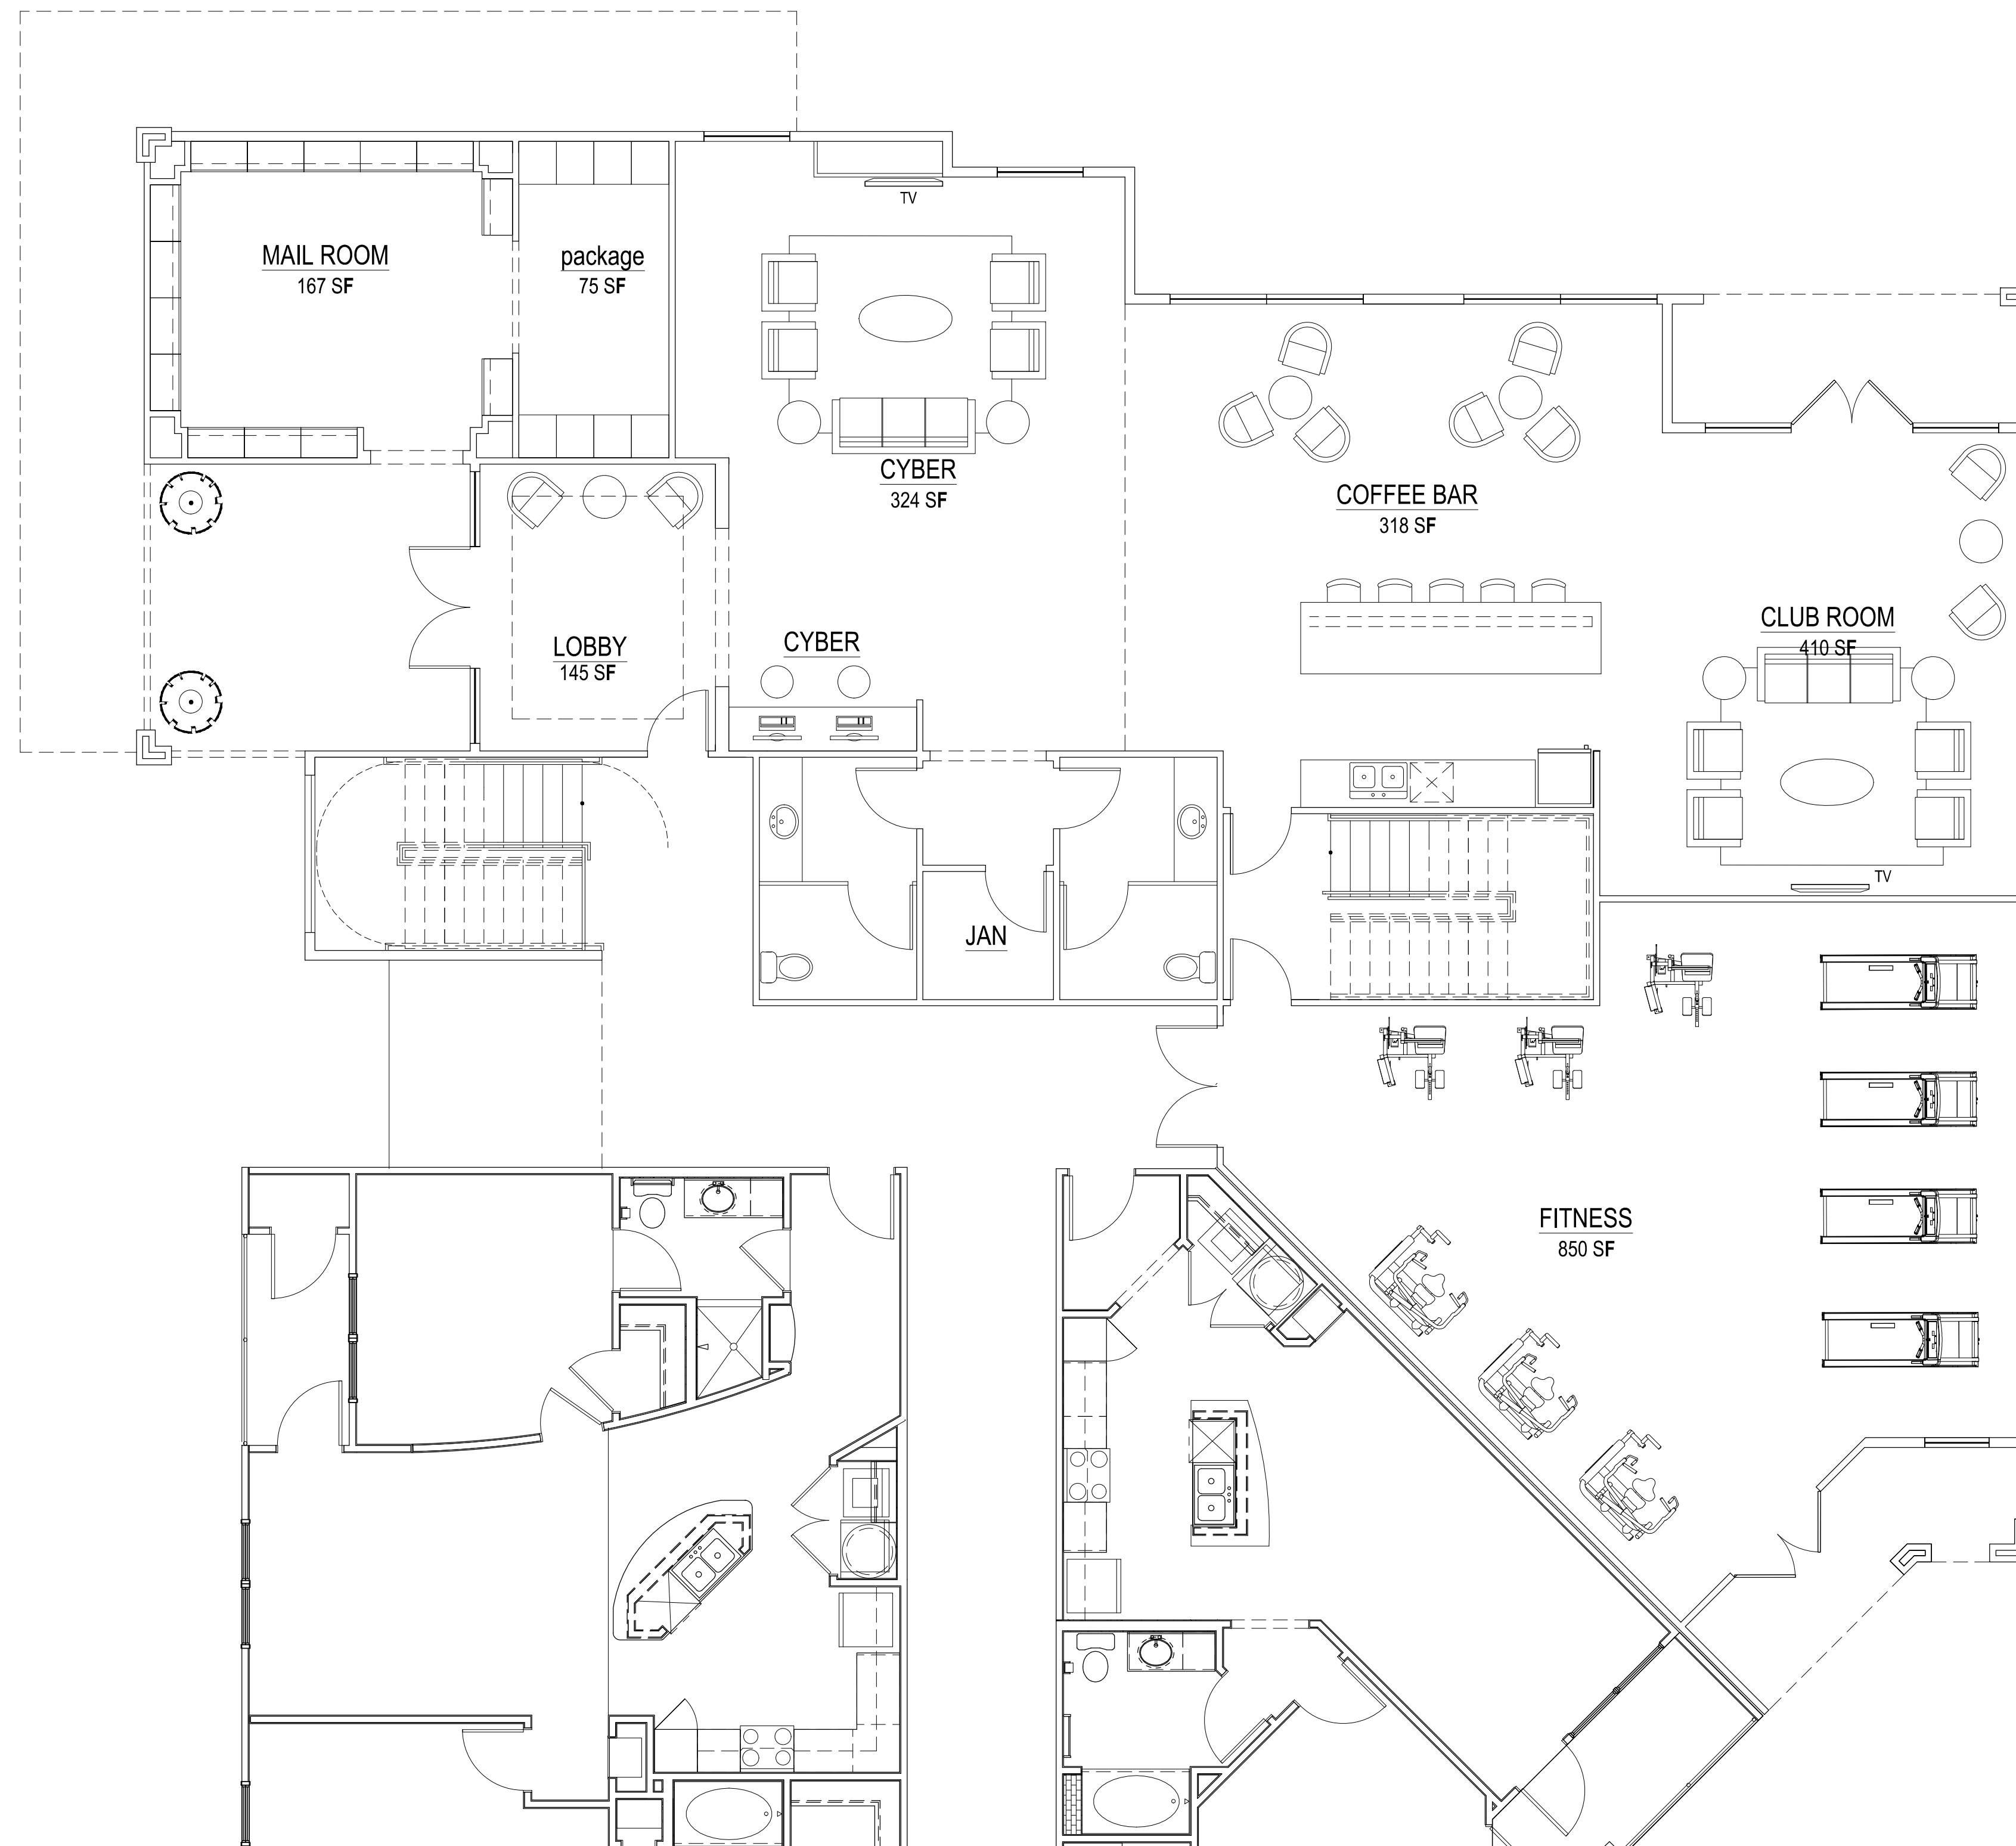 TV
MAIL ROOM
167 SF
package
75 SF
CYBER
324 SF
COFFEE BAR
318 SF
CLUB ROOM
410 SF
LOBBY
145 SF
CYBER
TV
JAN
FITNESS
850 SF